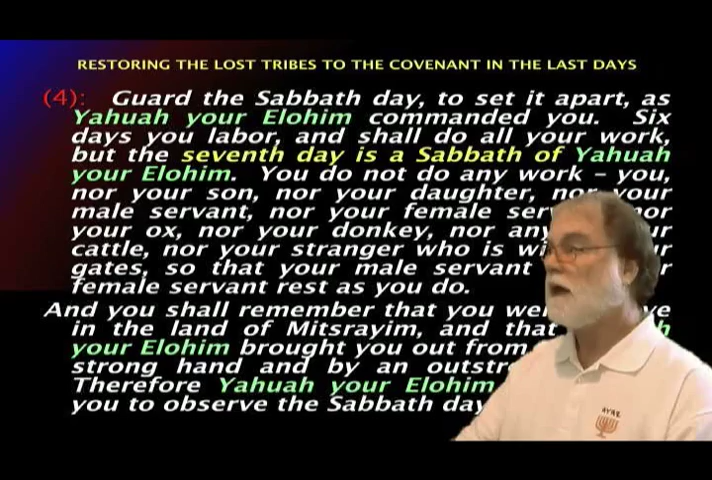 RESTORING THE LOST TRIBES TO THE COVENANT IN THE LAST DAYS
(4): Guard the Sabbath day, to set it apart, as
Yahuah your Elohim commanded you. Six
days you labor, and shall do all your work,
but the seventh day is a Sabbath of Yahuah
your Elohim. You do not do any work – you,
nor your son, nor your daughter, nor your
male servant, nor your female ser nor
your ox, nor your donkey, nor any
cattle, nor your stranger who is wi
gates, so that your male servant
female servant rest as you do.
And you shall remember that you we
in the land of Mitsrayim, and that
your Elohim brought you out from
strong hand and by an outstr
Therefore Yahuah your Elohim
you to observe the Sabbath day